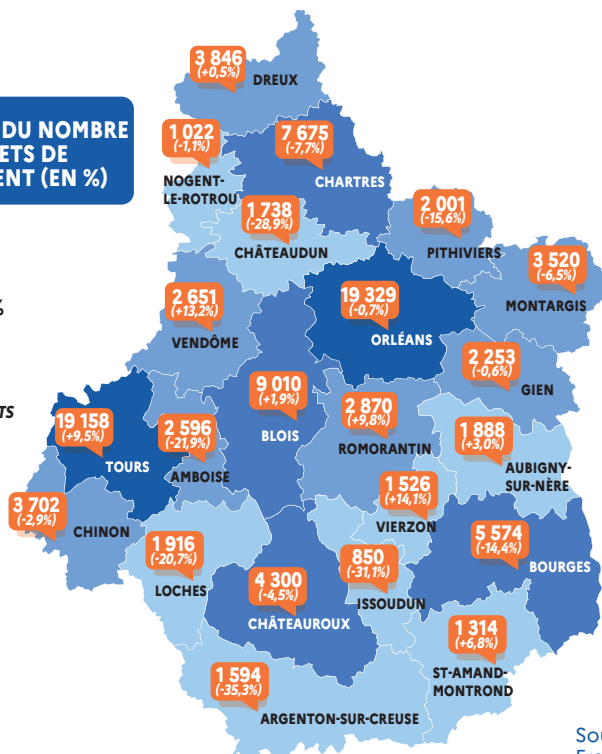 DU NOMBRE
ETS DE
ENT (EN %)
%
TS
3 846
(+0,5%)
DREUX
1 022
(-1,1%)
NOGENT-
LE-ROTROU
7 675
(-7,7%)
CHARTRES
1 738
(-28,9%)
CHÂTEAUDUN
2 001
(-15,6%)
PITHIVIERS
3 520
(-6,5%)
MONTARGIS
2 651
(+13,2%)
VENDÔME
19 329
(-0,7%)
ORLÉANS
2 253
(-0,6%)
GIEN
9 010
(+1,9%)
BLOIS
2 870
(+9,8%)
ROMORANTIN
19 158
(+9,5%)
TOURS
2 596
(-21,9%)
AMBOISE
1 888
(+3,0%)
AUBIGNY-
SUR-NÈRE
3 702
(-2,9%)
CHINON
1 526
(+14,1%)
VIERZON
1 916
(-20,7%)
LOCHES
5 574
(-14,4%)
BOURGES
4 300
(-4,5%)
CHÂTEAUROUX
850
(-31,1%)
ISSOUDUN
1 314
(+6,8%)
ST-AMAND-
MONTROND
1 594
(-35,3%)
ARGENTON-SUR-CREUSE
Sou